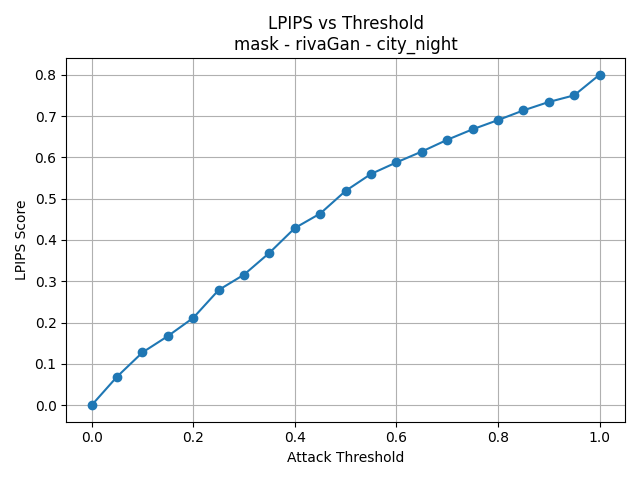 LPIPS vs Threshold
mask - rivaGan - city_night
LPIPS Score
0.8
0.7
0.6
0.5
0.4
0.3
0.2
0.1
0.0
0.0 0.2 0.4 0.6 0.8 1.0
Attack Threshold